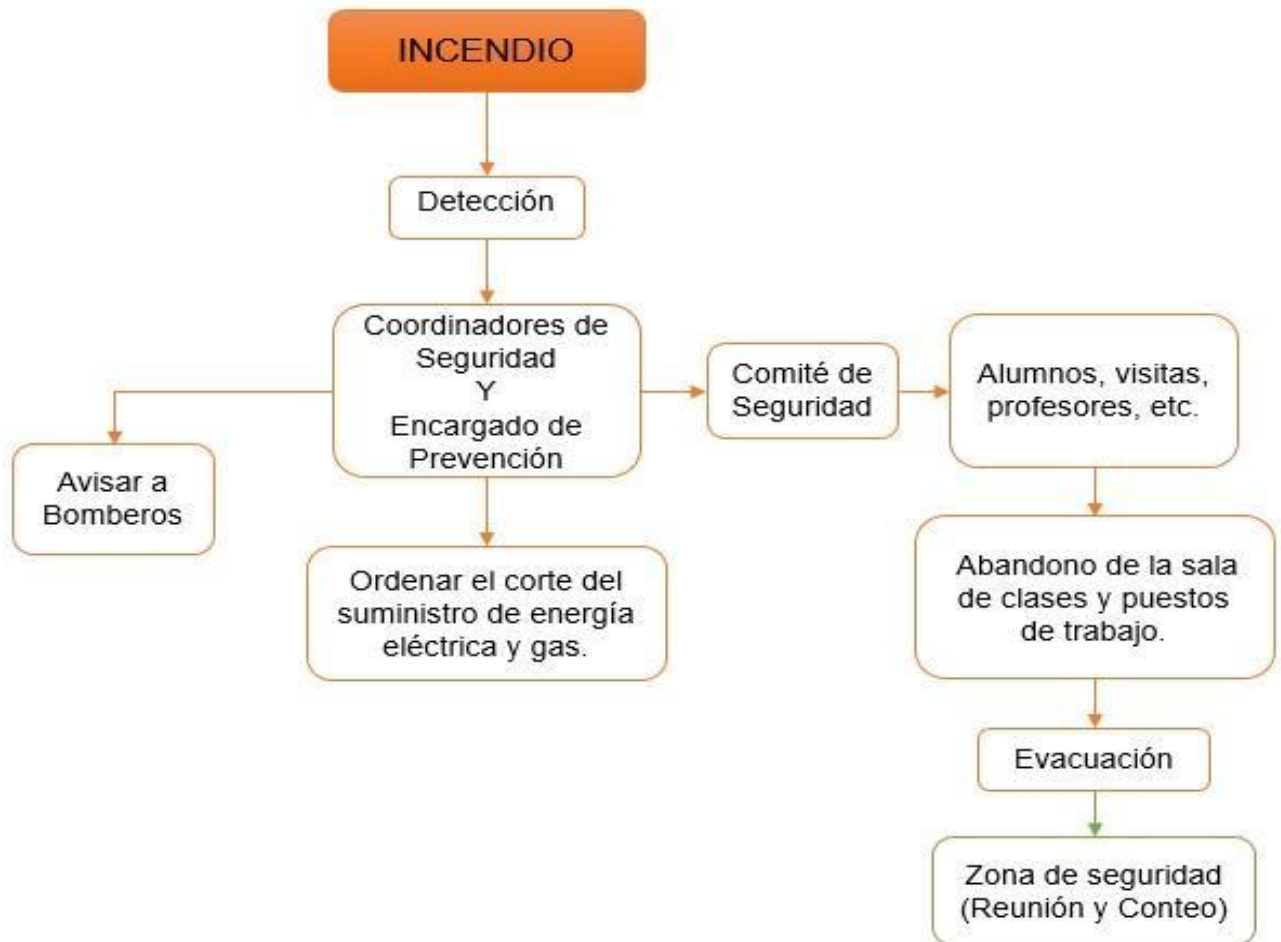 INCENDIO
Detección
Coordinadores de
Seguridad
Y
Encargado de
Prevención
Comité de
Seguridad
Alumnos, visitas,
profesores, etc.
Avisar a
Bomberos
Ordenar el corte del
suministro de energía
eléctrica y gas.
Abandono de la sala
de clases y puestos
de trabajo.
Evacuación
Zona de seguridad
(Reunión y Conteo)